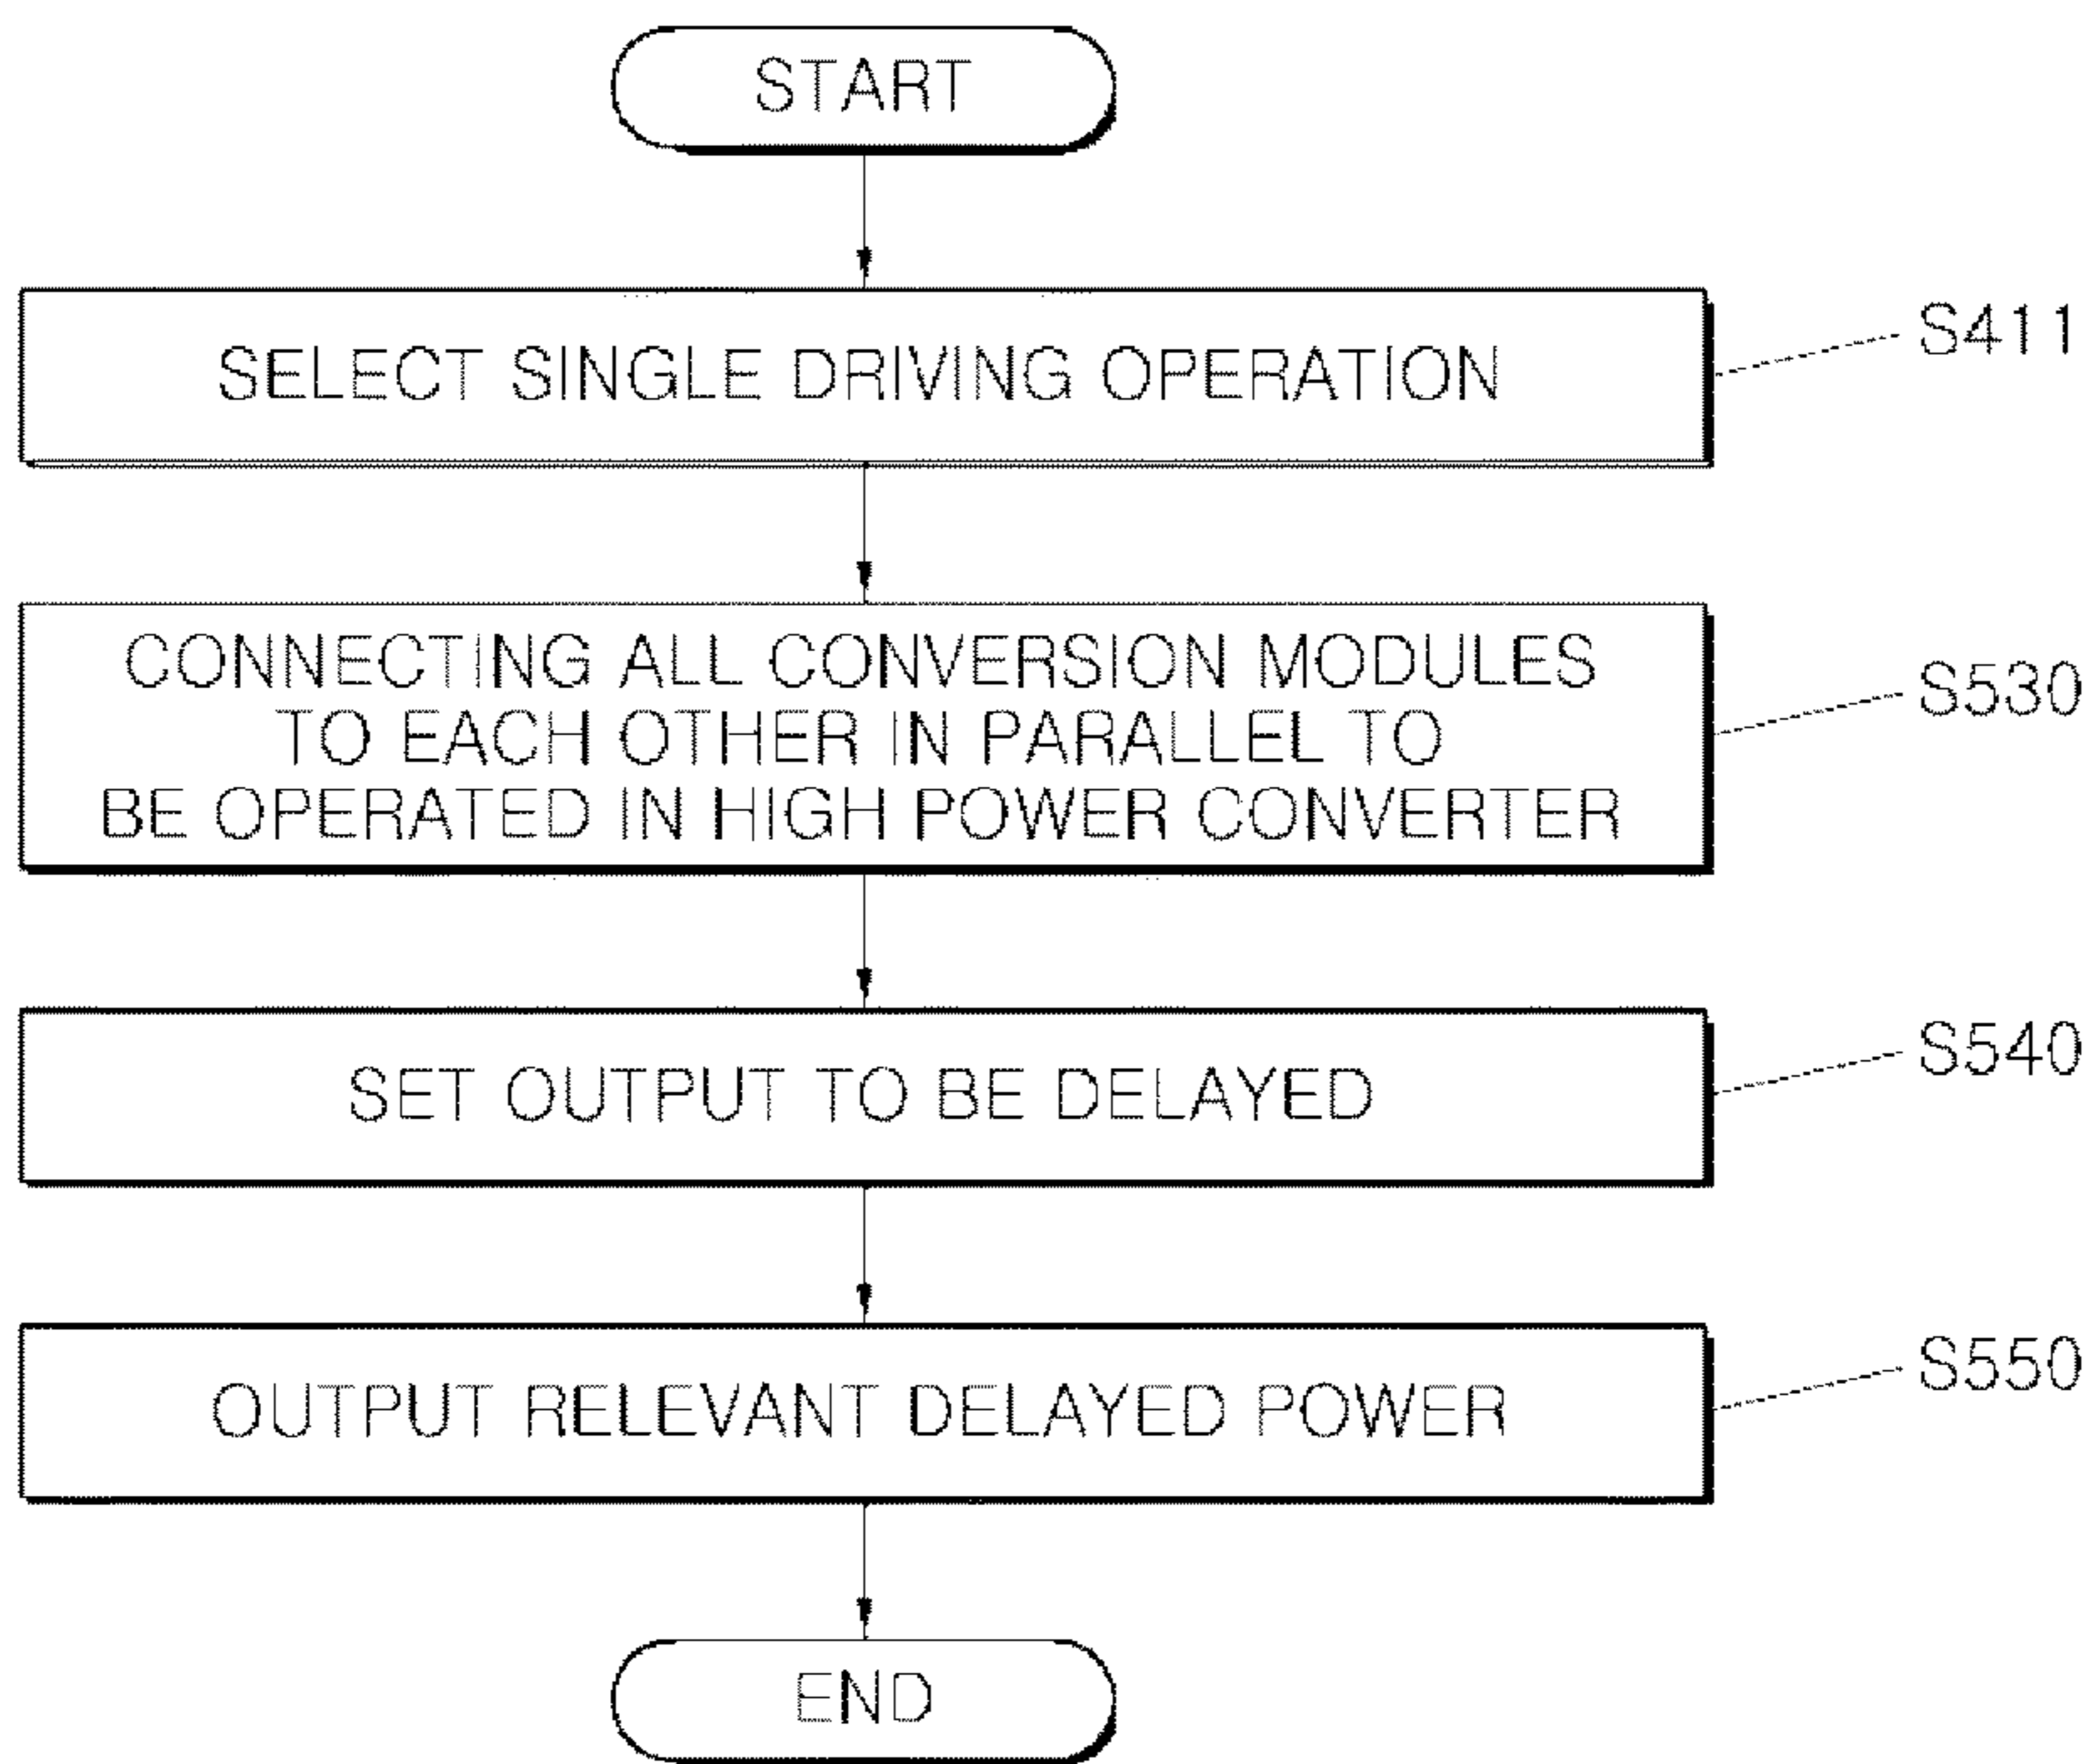 START
SELECT SINGLE DRIVING OPERATION
S411
CONNECTING ALL CONVERSION MODULES
TO EACH OTHER IN PARALLEL TO
BE OPERATED IN HIGH POWER CONVERTER
S530
SET OUTPUT TO BE DELAYED
S540
OUTPUT RELEVANT DELAYED POWER
S550
END